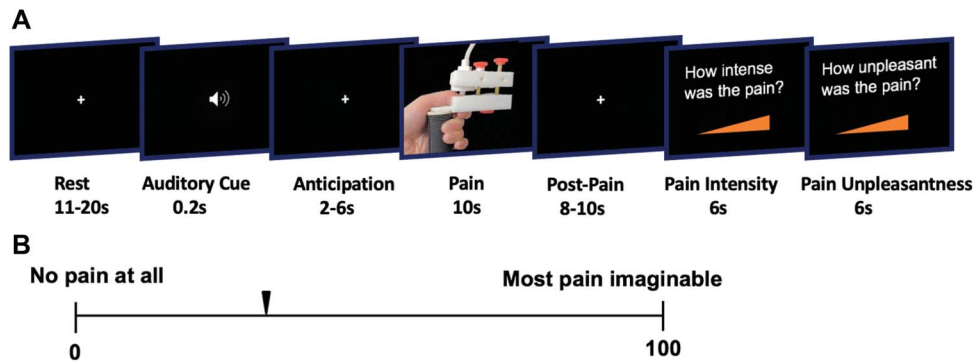 A
How intense
was the pain?
How unpleasant
was the pain?
Rest
11-20s
Auditory Cue
0.2s
Anticipation
2-6s
Pain
10s
Post-Pain
8-10s
Pain Intensity
6s
Pain Unpleasantness
6s
B
No pain at all
Most pain imaginable
0
100